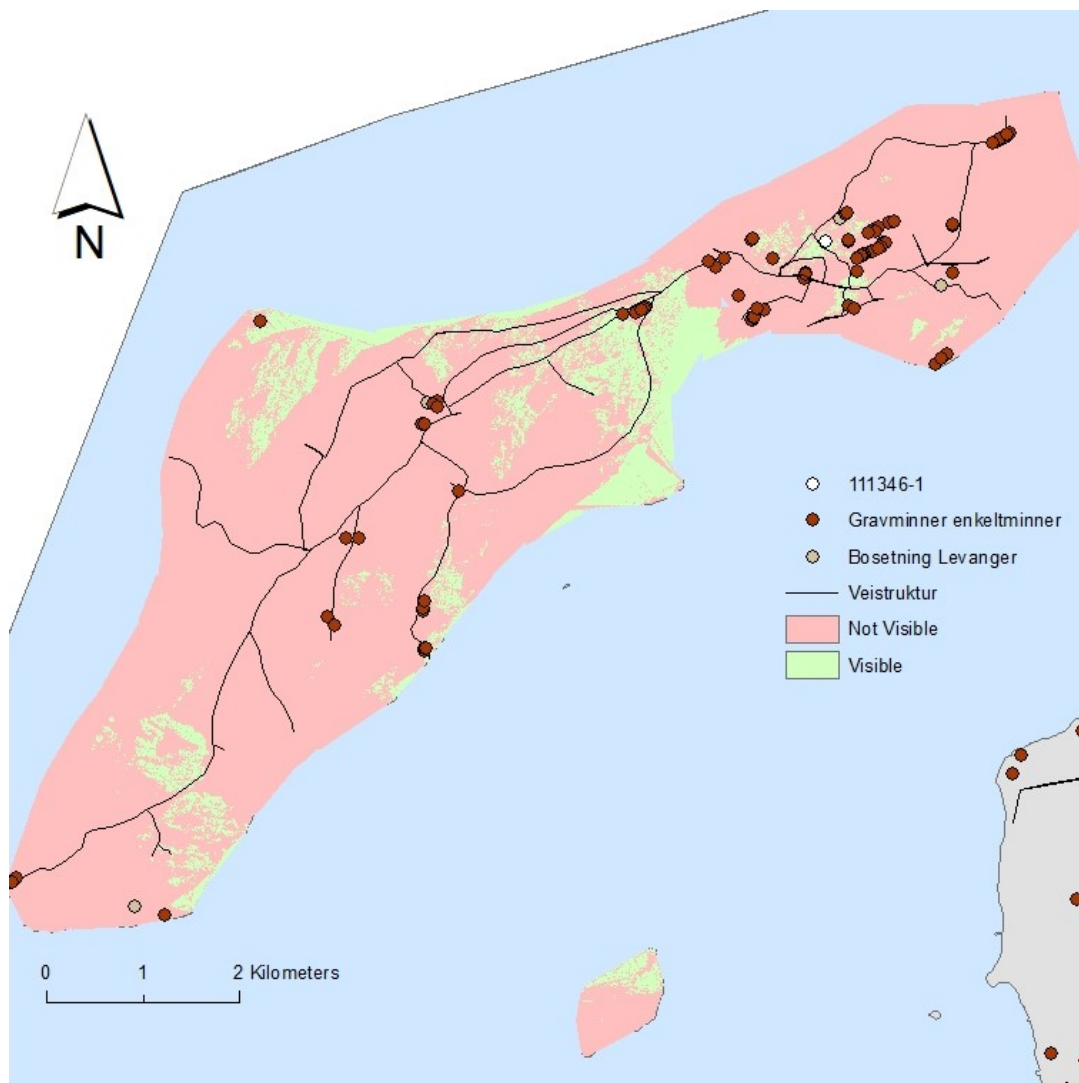 N
111346-1
Gravminner enkeltminner
Bosetning Levanger
Veistruktur
Not Visible
Visible
0 1 2 Kilometers